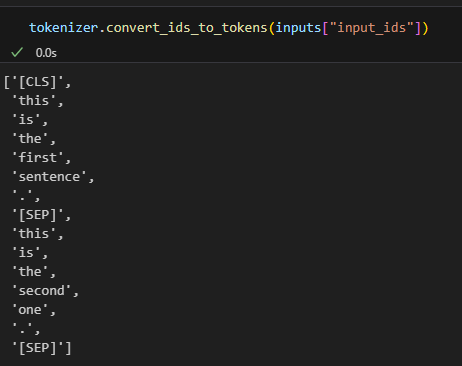 tokenizer.convert_ids_to_tokens(inputs["input_ids"])
0.0s
['[CLS]',
'this',
'is',
'the',
'first',
'sentence',
'.',
'[SEP]',
'this',
'is',
'the',
'second',
'one',
'.',
'[SEP]']